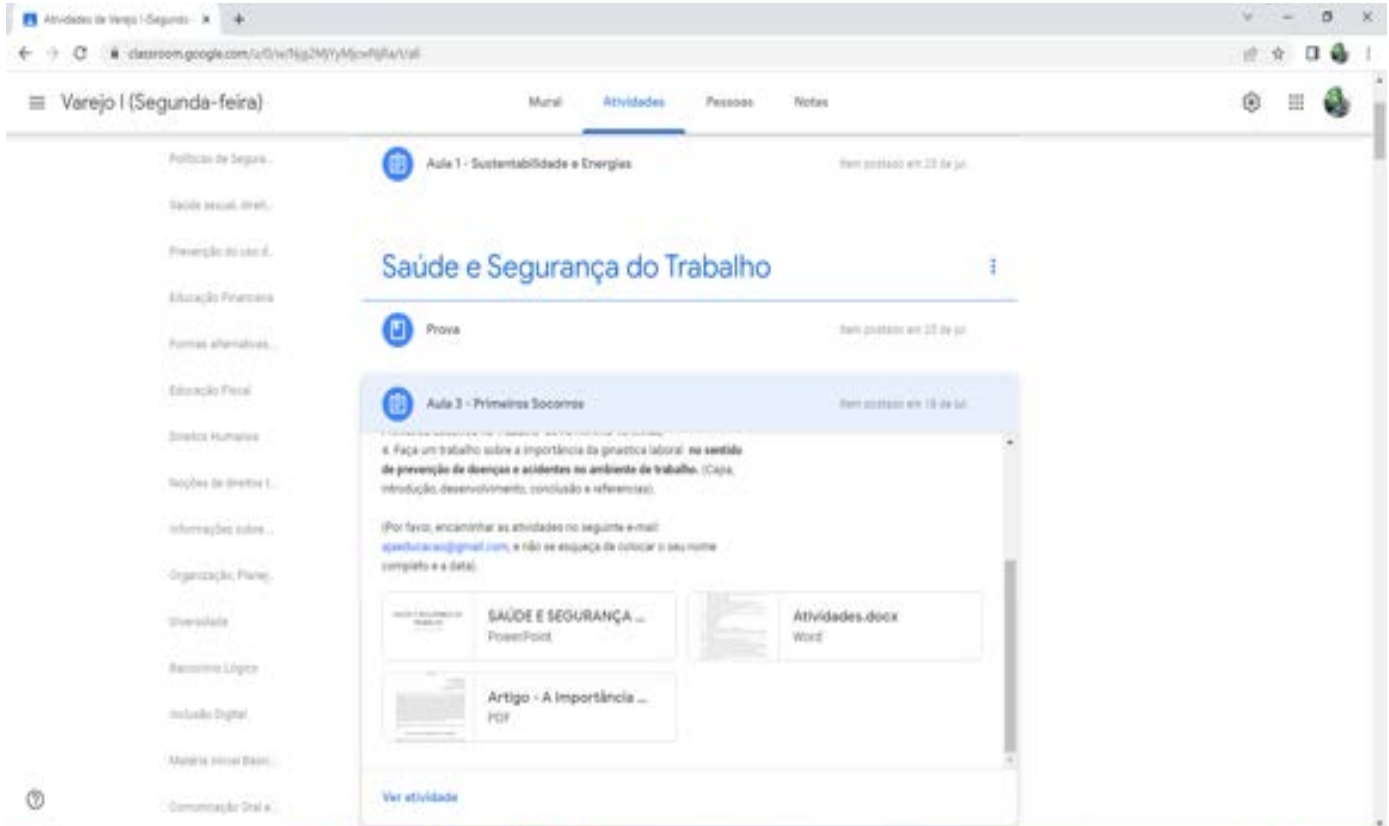 Atividades de Varejo I (Segunda-
classroom.google.com/u/0/w/
Varejo I (Segunda-feira)
Mural
Atividades
Pessoas
Notas
Políticas de Segura...
Saúde sexual, direit...
Prevenção do uso d...
Educação Financeira
Formas alternativas...
Educação Fiscal
Direitos Humanos
Noções de direitos t...
Informações sobre ...
Organização, Planej...
Diversidade
Raciocínio Lógico
Inclusão Digital
Matéria inicial Básic...
Comunicação Oral e...
Aula 1 - Sustentabilidade e Energias
Item postado em 23 de jul.
Saúde e Segurança do Trabalho
Prova
Item postado em 23 de jul.
Aula 3 - Primeiros Socorros
Item postado em 18 de jul.
4. Faça um trabalho sobre a importância da ginastica laboral no sentido
de prevenção de doenças e acidentes no ambiente de trabalho. (Capa,
introdução, desenvolvimento, conclusão e referencias).
(Por favor, encaminhar as atividades no seguinte e-mail:
@gmail.com, e não se esqueça de colocar o seu nome
completo e a data).
SAÚDE E SEGURANÇA ...
PowerPoint
Atividades.docx
Word
Artigo - A Importância ...
PDF
Ver atividade